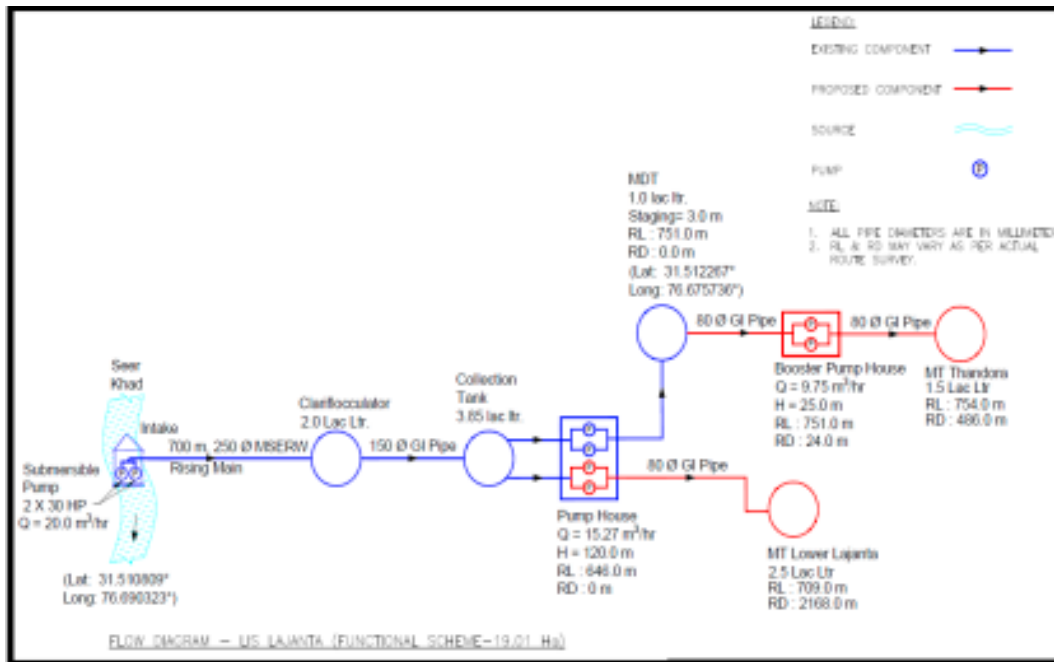 LEGEND:
EXISTING COMPONENT
PROPOSED COMPONENT
SOURCE
PUMP
P
NOTE:
1. ALL PIPE DIAMETERS ARE IN MILLIMETER
2. RL & RD MAY VARY AS PER ACTUAL
ROUTE SURVEY.
MDT
1.0 lac ltr.
Staging= 3.0 m
RL : 751.0 m
RD: 0.0 m
(Lat: 31.512267°
Long: 76.675736°)
80 Ø GI Pipe
80 Ø GI Pipe
Booster Pump House
Q = 9.75 m³/hr
H = 25.0 m
RL : 751.0 m
RD: 24.0 m
MT Thandora
1.5 Lac Ltr
RL : 754.0 m
RD: 486.0 m
Seer
Khad
Intake
700 m, 250 Ø MSERW
Rising Main
Submersible
Pump
2 X 30 HP
Q = 20.0 m³/hr
(Lat: 31.510809°
Long: 76.690323°)
Clariflocculator
2.0 Lac Ltr.
150 Ø GI Pipe
Collection
Tank
3.85 lac ltr.
80 Ø GI Pipe
Pump House
Q = 15.27 m³/hr
H = 120.0 m
RL : 646.0 m
RD : 0 m
MT Lower Lajanta
2.5 Lac Ltr
RL : 709.0 m
RD: 2168.0 m
FLOW DIAGRAM - LIS LAJANTA (FUNCTIONAL SCHEME-19.01 Ha)